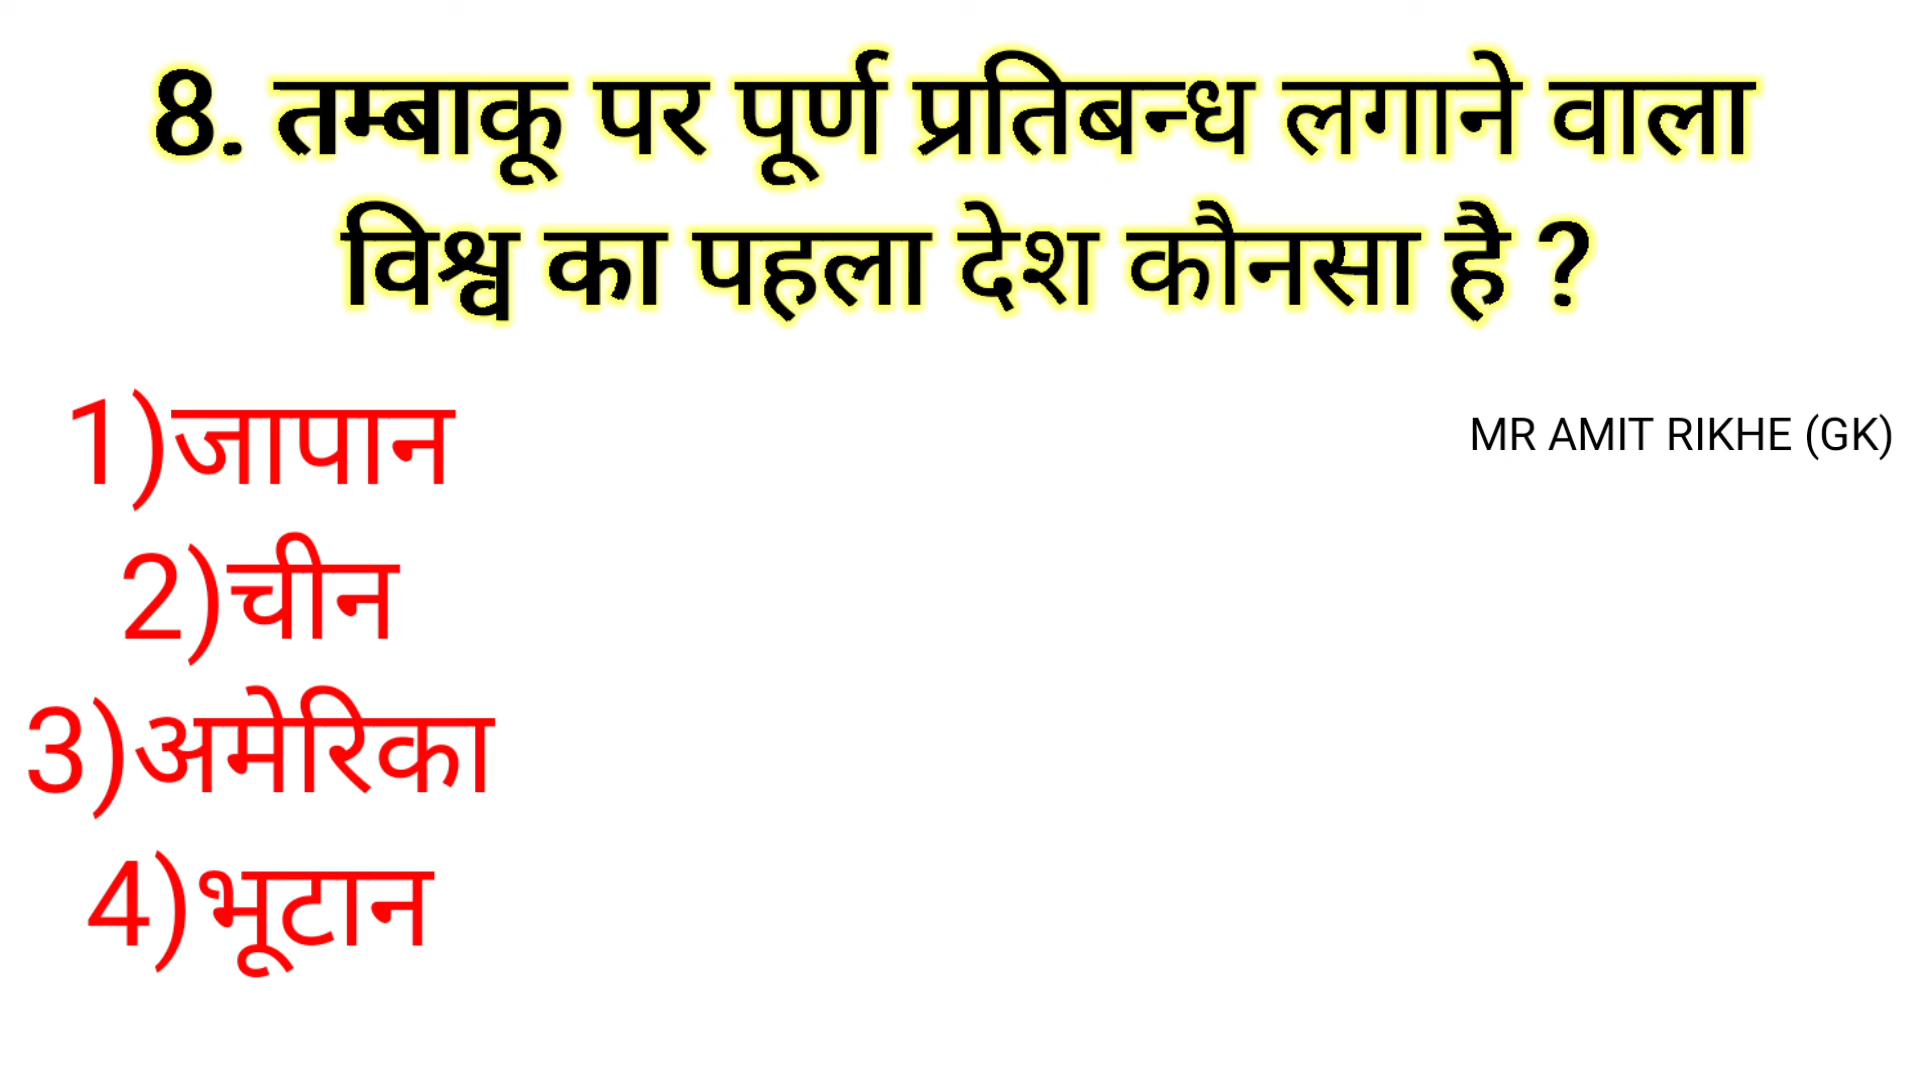 8. तम्बाकू पर पूर्ण प्रतिबन्ध लगाने वाला
विश्व का पहला देश कौनसा है ?
1)जापान
MR AMIT RIKHE (GK)
2)चीन
3)अमेरिका
4)भूटान